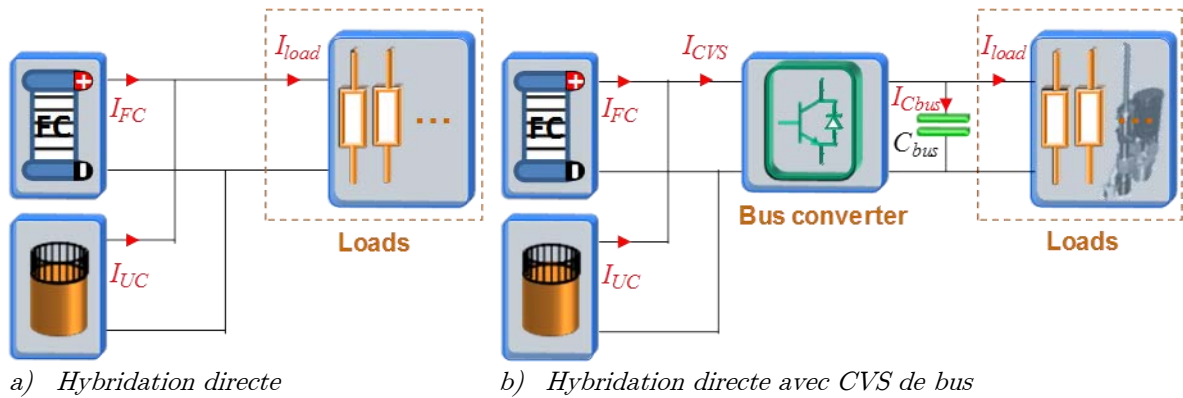 I_load
I_FC
FC
+
I_UC
...
Loads
a) Hybridation directe
I_CVS
I_FC
FC
+
I_UC
Bus converter
I_Cbus
C_bus
I_load
...
Loads
b) Hybridation directe avec CVS de bus